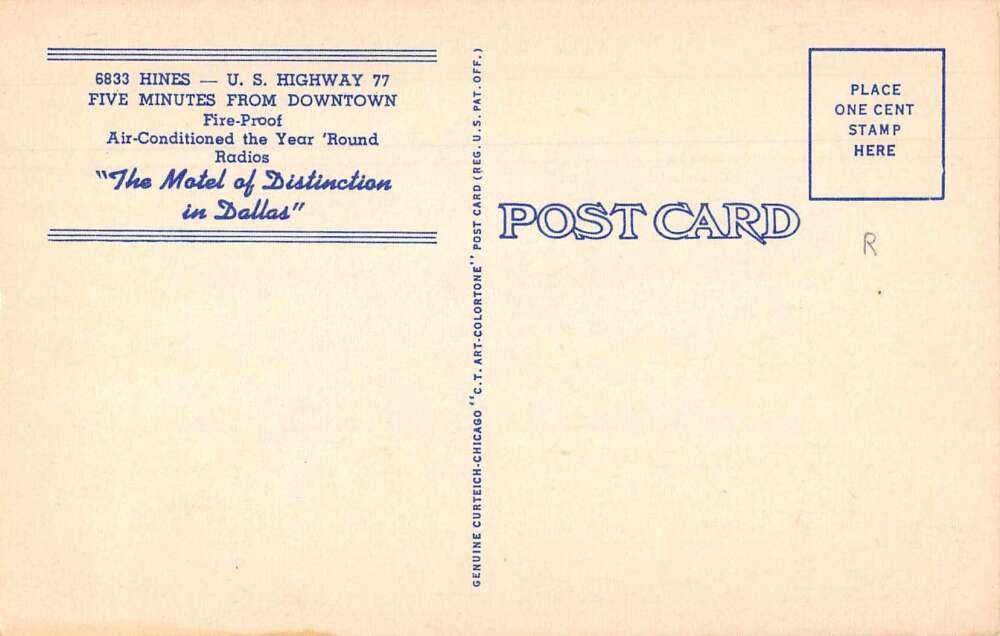 6833 HINES — U. S. HIGHWAY 77
FIVE MINUTES FROM DOWNTOWN
Fire-Proof
Air-Conditioned the Year 'Round
Radios
"The Motel of Distinction
in Dallas"
GENUINE CURTEICH-CHICAGO "C.T. ART-COLORTONE" POST CARD (REG. U.S. PAT. OFF.)
POST CARD
PLACE
ONE CENT
STAMP
HERE
R